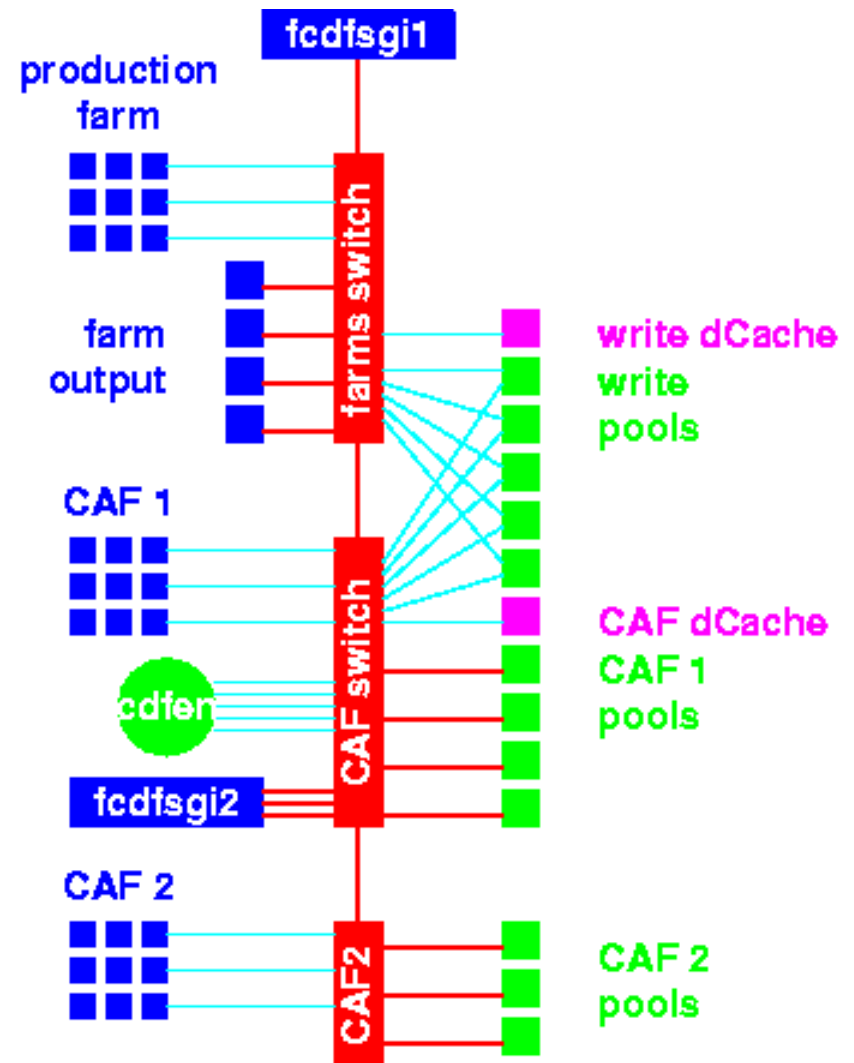 fcdfsgi1
production
farm
farms switch
farm
output
write dCache
write
pools
CAF 1
CAF switch
CAF dCache
CAF 1
pools
cdfen
fcdfsgi2
CAF 2
CAF2
CAF 2
pools